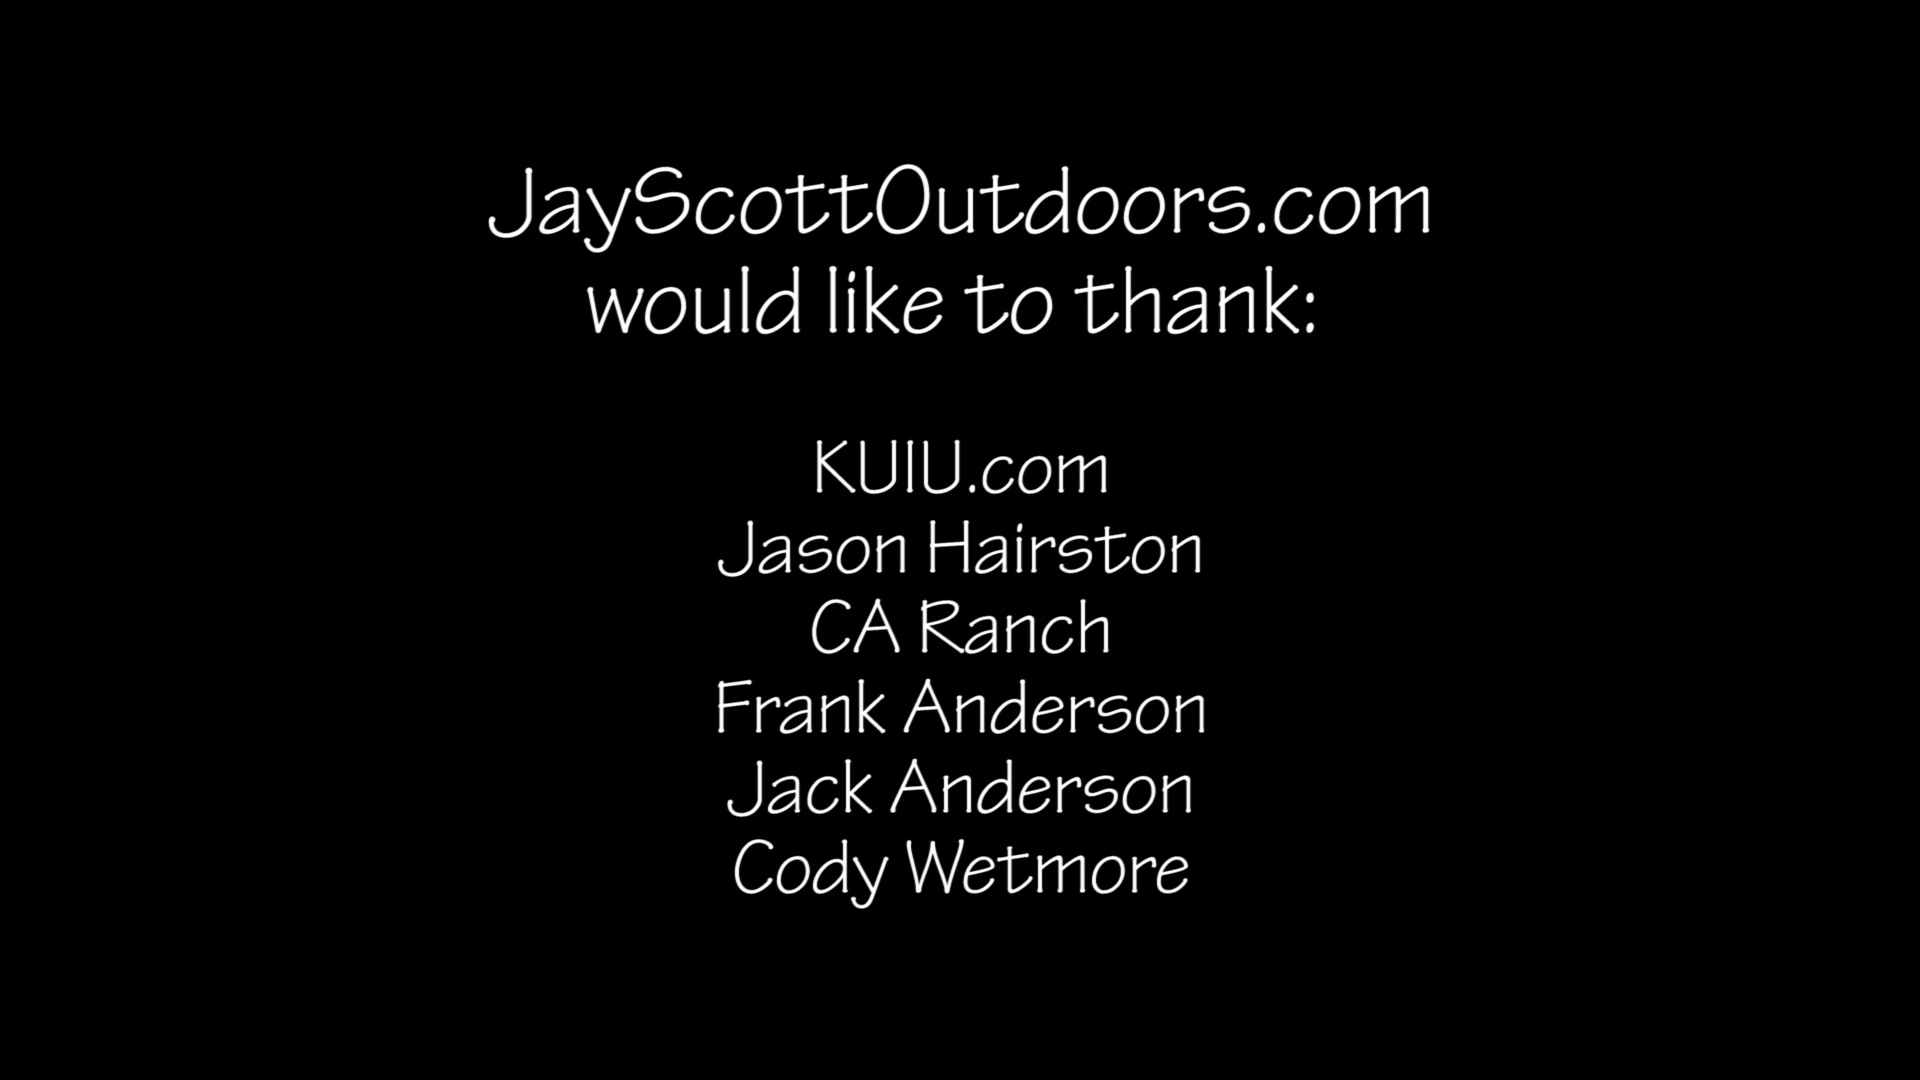 JayScottOutdoors.com
would like to thank:
KUIU.com
Jason Hairston
CA Ranch
Frank Anderson
Jack Anderson
Cody Wetmore